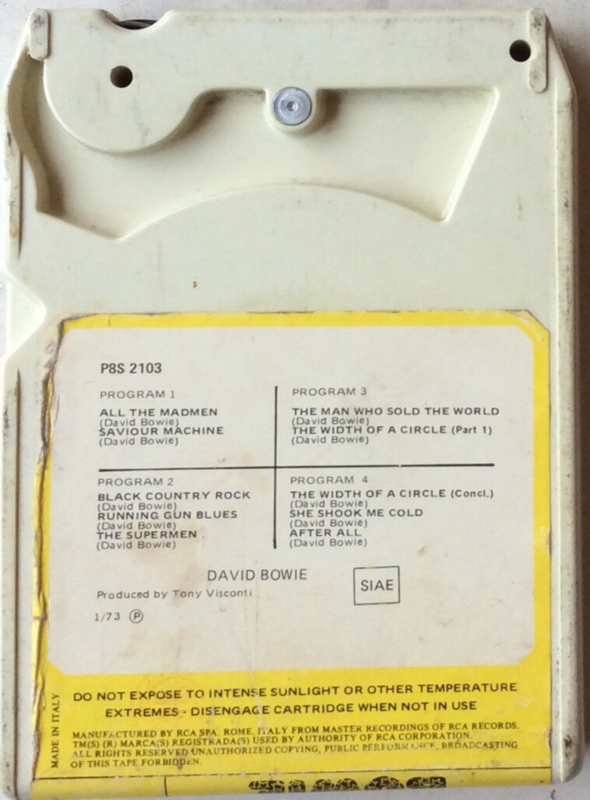 P8S 2103
PROGRAM 1
ALL THE MADMEN
(David Bowie)
SAVIOUR MACHINE
(David Bowie)
PROGRAM 3
THE MAN WHO SOLD THE WORLD
(David Bowie)
THE WIDTH OF A CIRCLE (Part 1)
(David Bowie)
PROGRAM 2
BLACK COUNTRY ROCK
(David Bowie)
RUNNING GUN BLUES
(David Bowie)
THE SUPERMEN
(David Bowie)
PROGRAM 4
THE WIDTH OF A CIRCLE (Concl.)
(David Bowie)
SHE SHOOK ME COLD
(David Bowie)
AFTER ALL
(David Bowie)
DAVID BOWIE
Produced by Tony Visconti
SIAE
1/73 Ⓟ
MADE IN ITALY
DO NOT EXPOSE TO INTENSE SUNLIGHT OR OTHER TEMPERATURE
EXTREMES - DISENGAGE CARTRIDGE WHEN NOT IN USE
MANUFACTURED BY RCA SPA, ROME, ITALY FROM MASTER RECORDINGS OF RCA RECORDS.
TM(S) (R) MARCA(S) REGISTRADA(S) USED BY AUTHORITY OF RCA CORPORATION.
ALL RIGHTS RESERVED UNAUTHORIZED COPYING, PUBLIC PERFORMANCE, BROADCASTING
OF THIS TAPE FORBIDDEN.